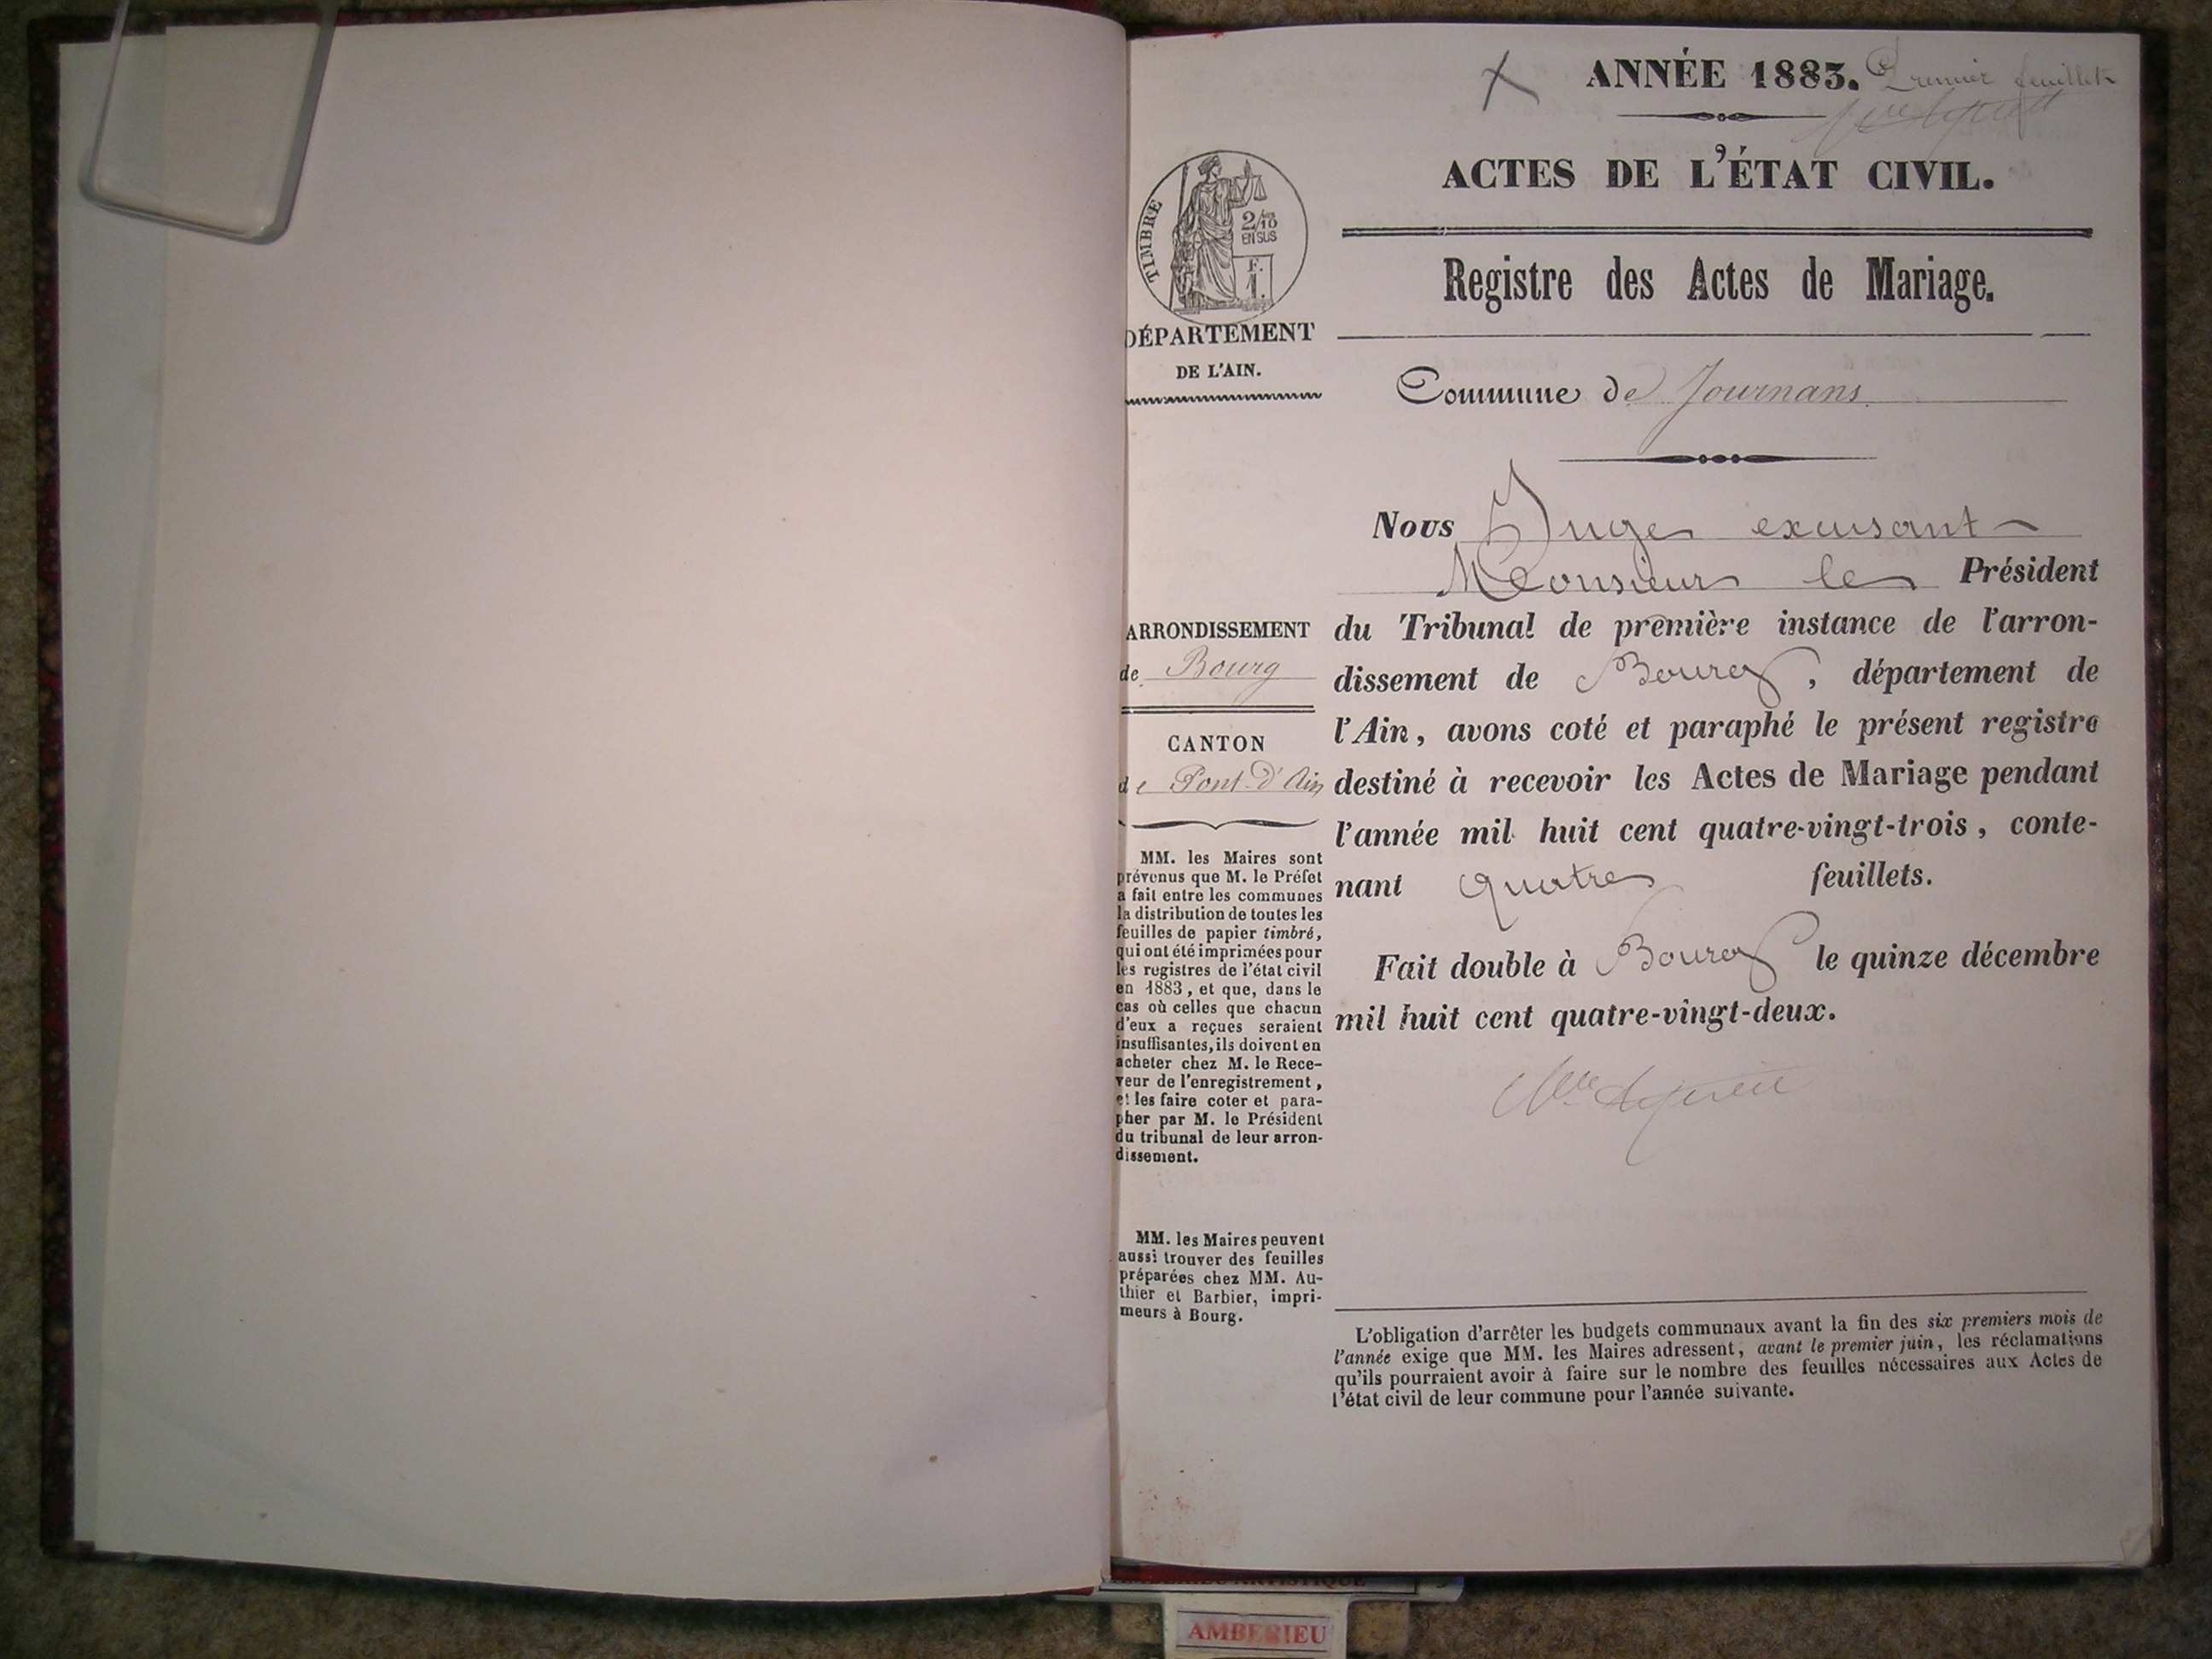 ANNÉE 1883. Premier feuillet
ACTES DE L'ÉTAT CIVIL.
TIMBRE
2/10
EN SUS
F.
1.
Registre des Actes de Mariage.
DÉPARTEMENT
DE L'AIN.
Commune de Journans
Nous Juge excusant
Monsieur le Président
du Tribunal de première instance de l'arron-
dissement de Bourg, département de
l'Ain, avons coté et paraphé le présent registre
destiné à recevoir les Actes de Mariage pendant
l'année mil huit cent quatre-vingt-trois, conte-
nant quatre feuillets.
Fait double à Bourg le quinze décembre
mil huit cent quatre-vingt-deux.
ARRONDISSEMENT
de Bourg
CANTON
de Pont-d'Ain
MM. les Maires sont
prévenus que M. le Préfet
a fait entre les communes
la distribution de toutes les
feuilles de papier timbré,
qui ont été imprimées pour
les registres de l'état civil
en 1883, et que, dans le
cas où celles que chacun
d'eux a reçues seraient
insuffisantes, ils doivent en
acheter chez M. le Rece-
veur de l'enregistrement,
et les faire coter et para-
pher par M. le Président
du tribunal de leur arron-
dissement.
MM. les Maires peuvent
aussi trouver des feuilles
préparées chez MM. Au-
thier et Barbier, impri-
meurs à Bourg.
L'obligation d'arrêter les budgets communaux avant la fin des six premiers mois de
l'année exige que MM. les Maires adressent, avant le premier juin, les réclamations
qu'ils pourraient avoir à faire sur le nombre des feuilles nécessaires aux Actes de
l'état civil de leur commune pour l'année suivante.
AMBERIEU